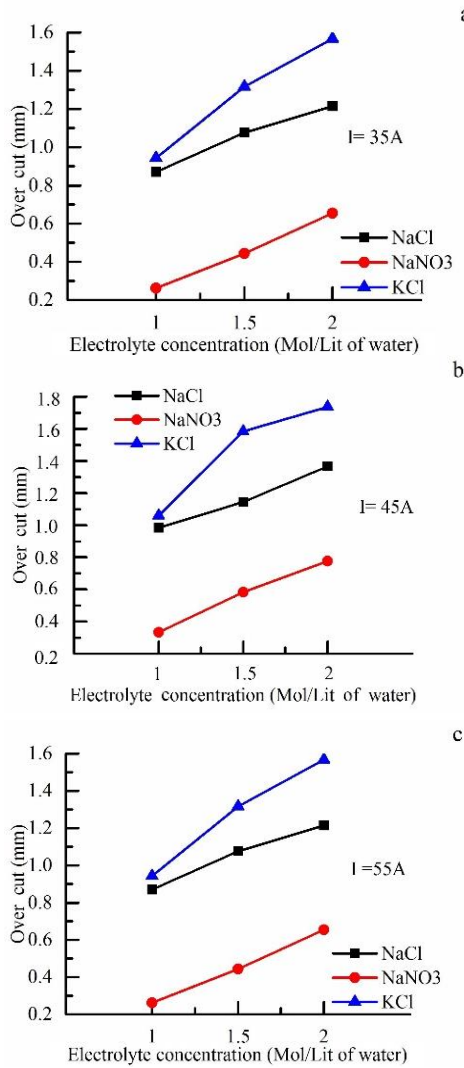 a
1.6
1.4
1.2
1.0
0.8
0.6
0.4
0.2
Over cut (mm)
I= 35A
NaCl
NaNO3
KCl
1 1.5 2
Electrolyte concentration (Mol/Lit of water)
b
NaCl
NaNO3
KCl
1.8
1.6
1.4
1.2
1.0
0.8
0.6
0.4
0.2
Over cut (mm)
I= 45A
1 1.5 2
Electrolyte concentration (Mol/Lit of water)
c
1.6
1.4
1.2
1.0
0.8
0.6
0.4
0.2
Over cut (mm)
I =55A
NaCl
NaNO3
KCl
1 1.5 2
Electrolyte concentration (Mol/Lit of water)